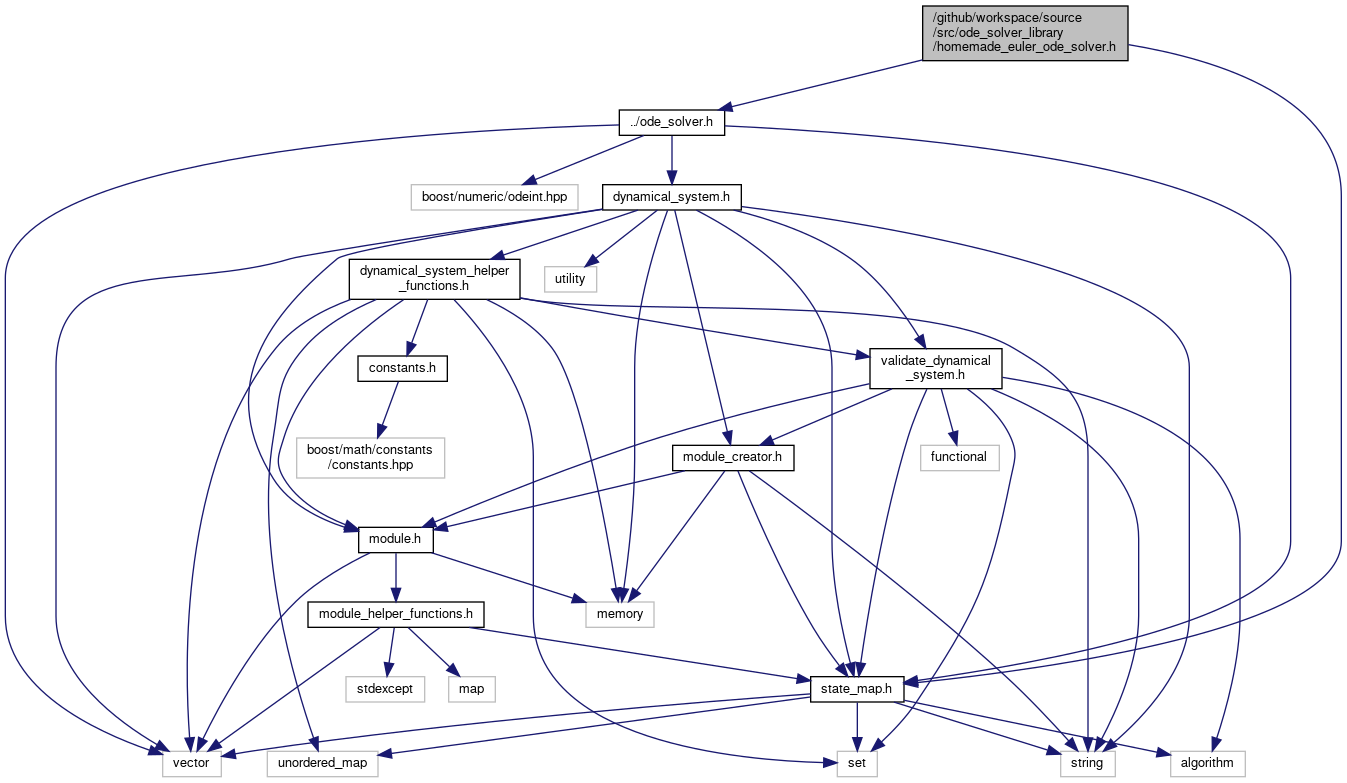 /github/workspace/source
/src/ode_solver_library
/homemade_euler_ode_solver.h
../ode_solver.h
boost/numeric/odeint.hpp
dynamical_system.h
dynamical_system_helper
_functions.h
utility
constants.h
validate_dynamical
_system.h
boost/math/constants
/constants.hpp
module_creator.h
functional
module.h
module_helper_functions.h
memory
stdexcept
map
state_map.h
vector
unordered_map
set
string
algorithm